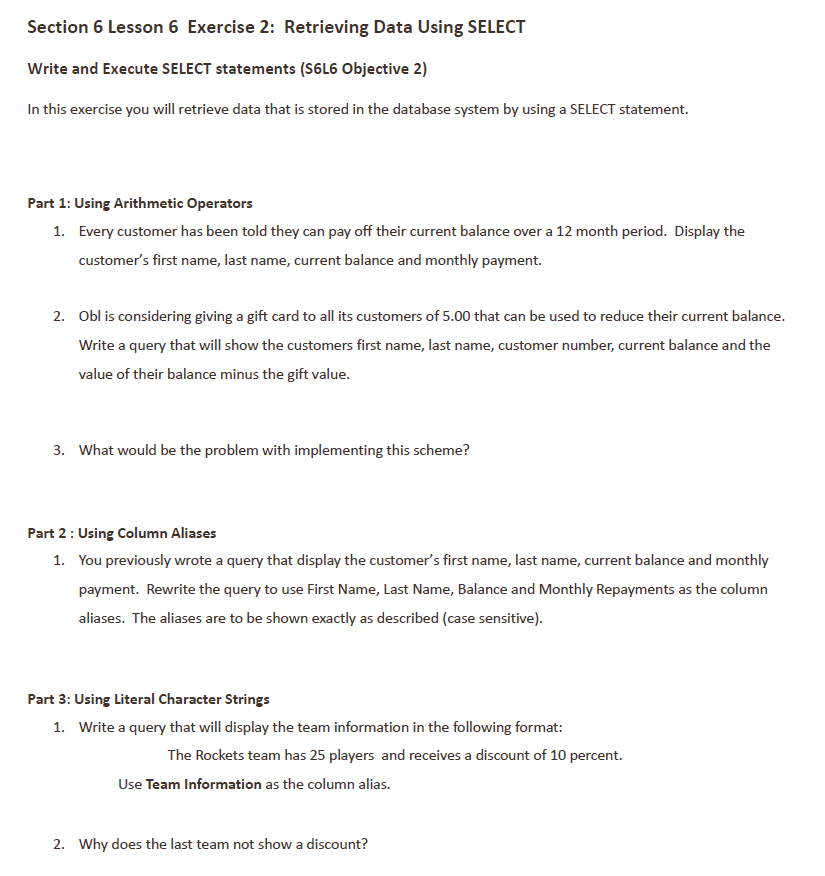 Section 6 Lesson 6  Exercise 2:  Retrieving Data Using SELECT
Write and Execute SELECT statements (S6L6 Objective 2)
In this exercise you will retrieve data that is stored in the database system by using a SELECT statement.
Part 1: Using Arithmetic Operators
1. Every customer has been told they can pay off their current balance over a 12 month period.  Display the
customer’s first name, last name, current balance and monthly payment.
2. Obl is considering giving a gift card to all its customers of 5.00 that can be used to reduce their current balance.
Write a query that will show the customers first name, last name, customer number, current balance and the
value of their balance minus the gift value.
3. What would be the problem with implementing this scheme?
Part 2 : Using Column Aliases
1. You previously wrote a query that display the customer’s first name, last name, current balance and monthly
payment.  Rewrite the query to use First Name, Last Name, Balance and Monthly Repayments as the column
aliases.  The aliases are to be shown exactly as described (case sensitive).
Part 3: Using Literal Character Strings
1. Write a query that will display the team information in the following format:
The Rockets team has 25 players  and receives a discount of 10 percent.
Use Team Information as the column alias.
2. Why does the last team not show a discount?